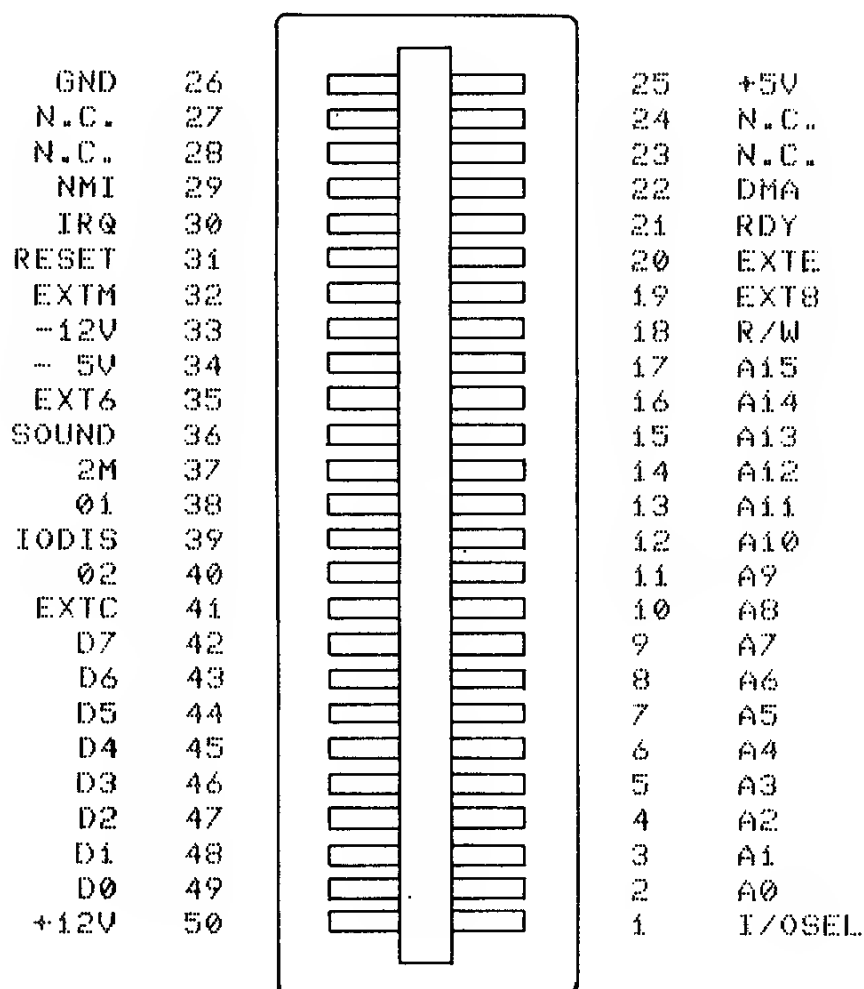 GND 26 25 +5V
N.C. 27 24 N.C.
N.C. 28 23 N.C.
NMI 29 22 DMA
IRQ 30 21 RDY
RESET 31 20 EXTE
EXTM 32 19 EXT8
-12V 33 18 R/W
- 5V 34 17 A15
EXT6 35 16 A14
SOUND 36 15 A13
2M 37 14 A12
01 38 13 A11
IODIS 39 12 A10
02 40 11 A9
EXTC 41 10 A8
D7 42 9 A7
D6 43 8 A6
D5 44 7 A5
D4 45 6 A4
D3 46 5 A3
D2 47 4 A2
D1 48 3 A1
D0 49 2 A0
+12V 50 1 I/OSEL